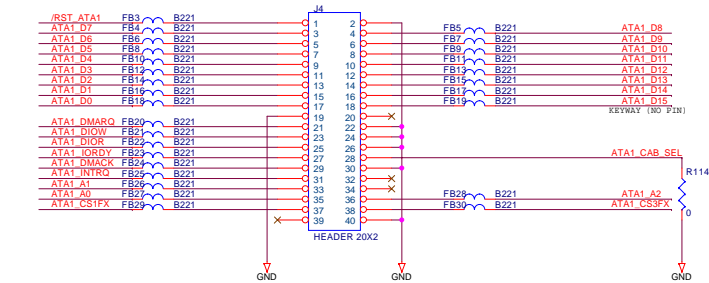 J4
/RST_ATA1 FB3 B221 1 2
ATA1_D7 FB4 B221 3 4 FB5 B221 ATA1_D8
ATA1_D6 FB6 B221 5 6 FB7 B221 ATA1_D9
ATA1_D5 FB8 B221 7 8 FB9 B221 ATA1_D10
ATA1_D4 FB10 B221 9 10 FB11 B221 ATA1_D11
ATA1_D3 FB12 B221 11 12 FB13 B221 ATA1_D12
ATA1_D2 FB14 B221 13 14 FB15 B221 ATA1_D13
ATA1_D1 FB16 B221 15 16 FB17 B221 ATA1_D14
ATA1_D0 FB18 B221 17 18 FB19 B221 ATA1_D15
19 20 KEYWAY (NO PIN)
ATA1_DMARQ FB20 B221 21 22
ATA1_DIOW FB21 B221 23 24
ATA1_DIOR FB22 B221 25 26
ATA1_IORDY FB23 B221 27 28 ATA1_CAB_SEL
ATA1_DMACK FB24 B221 29 30
ATA1_INTRQ FB25 B221 31 32 R114
ATA1_A1 FB26 B221 33 34
ATA1_A0 FB27 B221 35 36 FB28 B221 ATA1_A2
ATA1_CS1FX FB29 B221 37 38 FB30 B221 ATA1_CS3FX
39 40 0
HEADER 20X2
GND GND GND